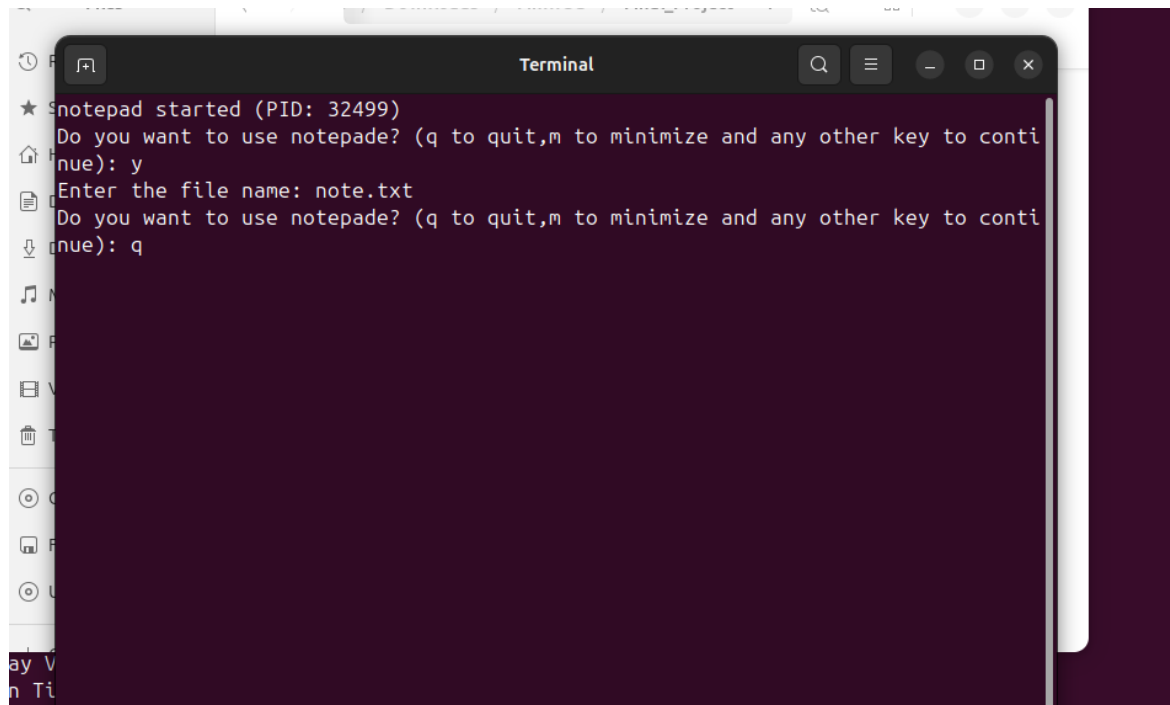 Terminal
notepad started (PID: 32499)
Do you want to use notepade? (q to quit,m to minimize and any other key to conti
nue): y
Enter the file name: note.txt
Do you want to use notepade? (q to quit,m to minimize and any other key to conti
nue): q
ay V
n Ti